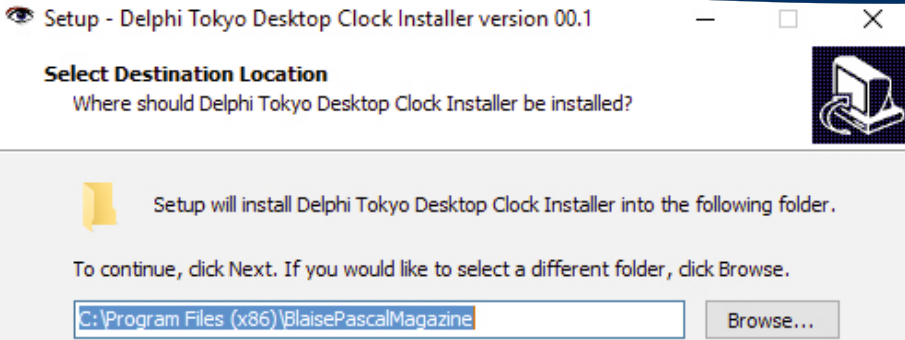 Setup - Delphi Tokyo Desktop Clock Installer version 00.1
Select Destination Location
Where should Delphi Tokyo Desktop Clock Installer be installed?
Setup will install Delphi Tokyo Desktop Clock Installer into the following folder.
To continue, click Next. If you would like to select a different folder, click Browse.
C:\Program Files (x86)\BlaisePascalMagazine
Browse...